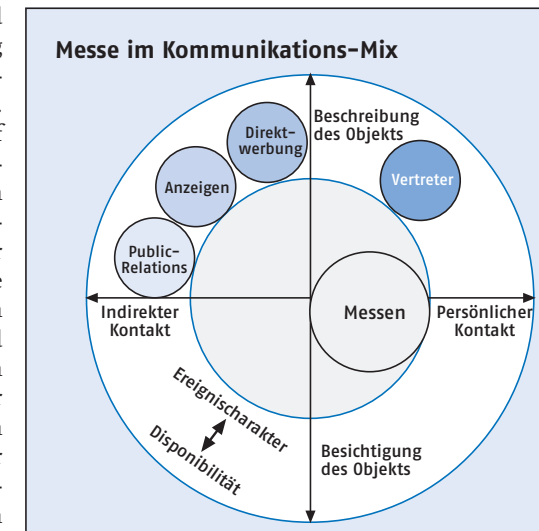 Messe im Kommunikations-Mix
Beschreibung
des Objekts
Direkt-
werbung
Vertreter
Anzeigen
Public-
Relations
Messen
Indirekter
Kontakt
Persönlicher
Kontakt
Ereignischarakter
Disponibilität
Besichtigung
des Objekts